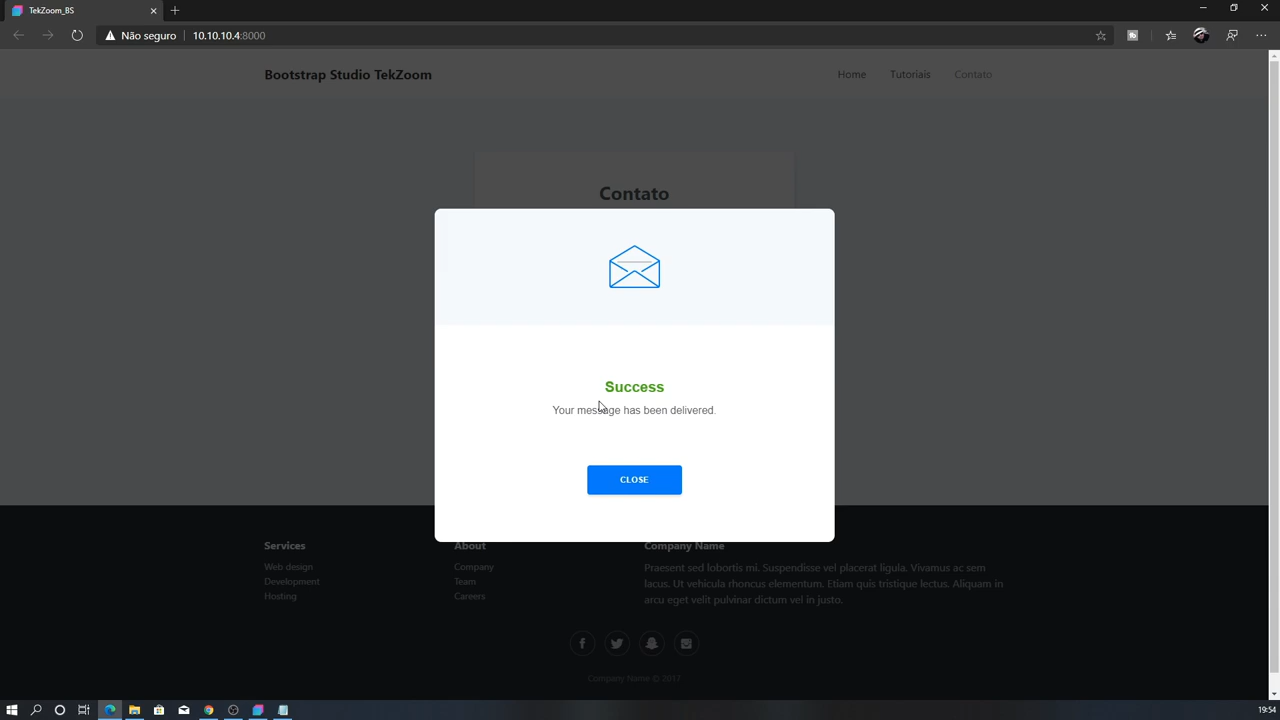 TekZoom_BS
Não seguro
10.10.10.4:8000
Bootstrap Studio TekZoom
Home
Tutoriais
Contato
Contato
Success
Your message has been delivered.
CLOSE
Services
Web design
Development
Hosting
About
Company
Team
Careers
Company Name
Praesent sed lobortis mi. Suspendisse vel placerat ligula. Vivamus ac sem
lacus. Ut vehicula rhoncus elementum. Etiam quis tristique lectus. Aliquam in
arcu eget velit pulvinar dictum vel in justo.
Company Name © 2017
19:54